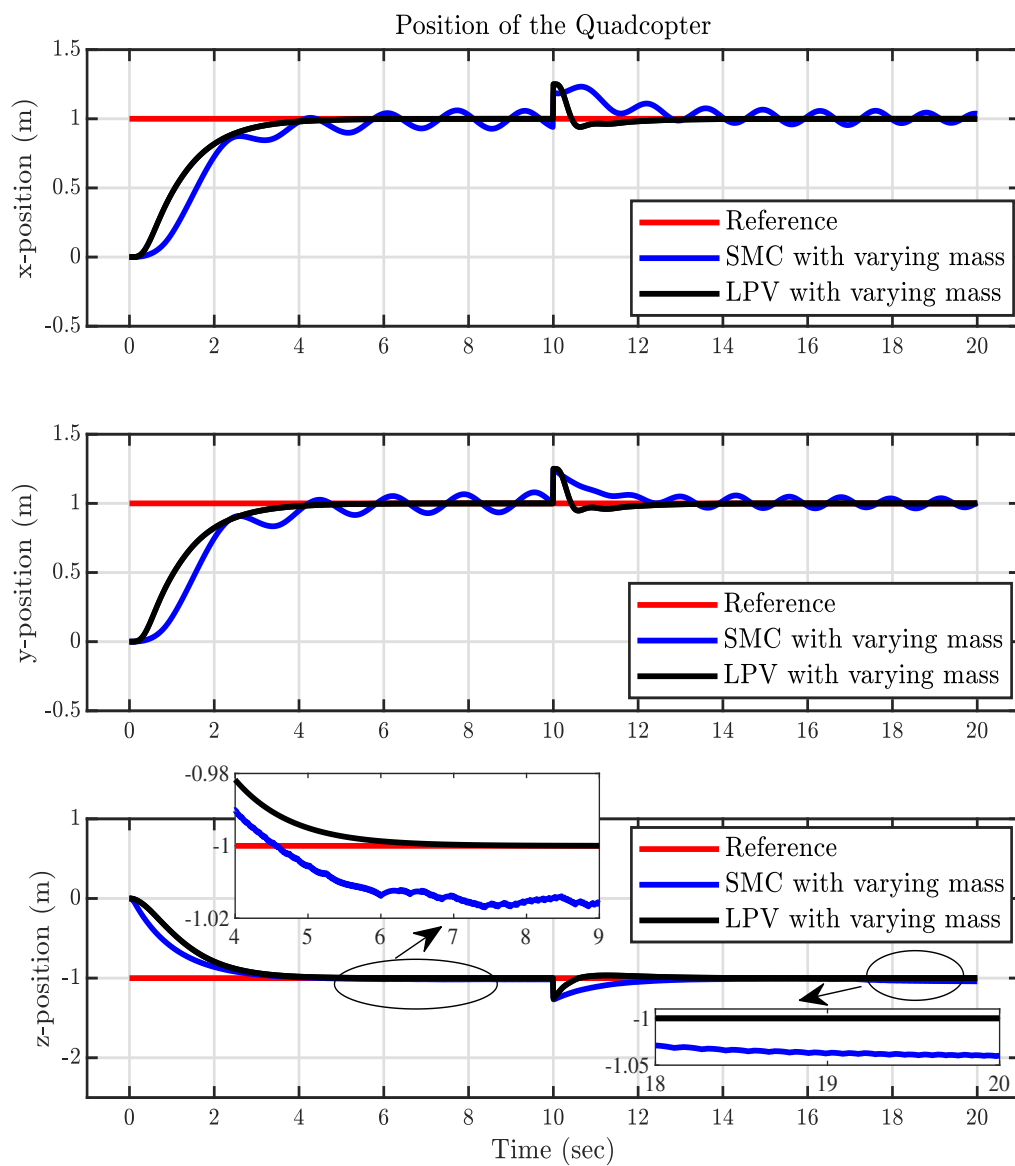 Position of the Quadcopter
1.5
1
0.5
0
-0.5
x-position (m)
Reference
SMC with varying mass
LPV with varying mass
0 2 4 6 8 10 12 14 16 18 20
1.5
1
0.5
0
-0.5
y-position (m)
Reference
SMC with varying mass
LPV with varying mass
0 2 4 6 8 10 12 14 16 18 20
-0.98
-1
-1.02
4 5 6 7 8 9
1
0
-1
-2
z-position (m)
Reference
SMC with varying mass
LPV with varying mass
-1
-1.05
18 19 20
0 2 4 6 8 10 12 14 16 18 20
Time (sec)